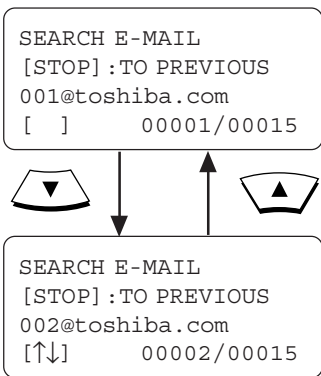 SEARCH E-MAIL
[STOP]:TO PREVIOUS
001@toshiba.com
[ ] 00001/00015
▼ ▲
SEARCH E-MAIL
[STOP]:TO PREVIOUS
002@toshiba.com
[↑↓] 00002/00015